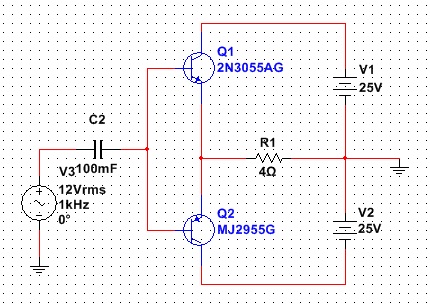 Q1
2N3055AG
V1
25V
C2
100mF
R1
4Ω
V3
12Vrms
1kHz
0°
Q2
MJ2955G
V2
25V